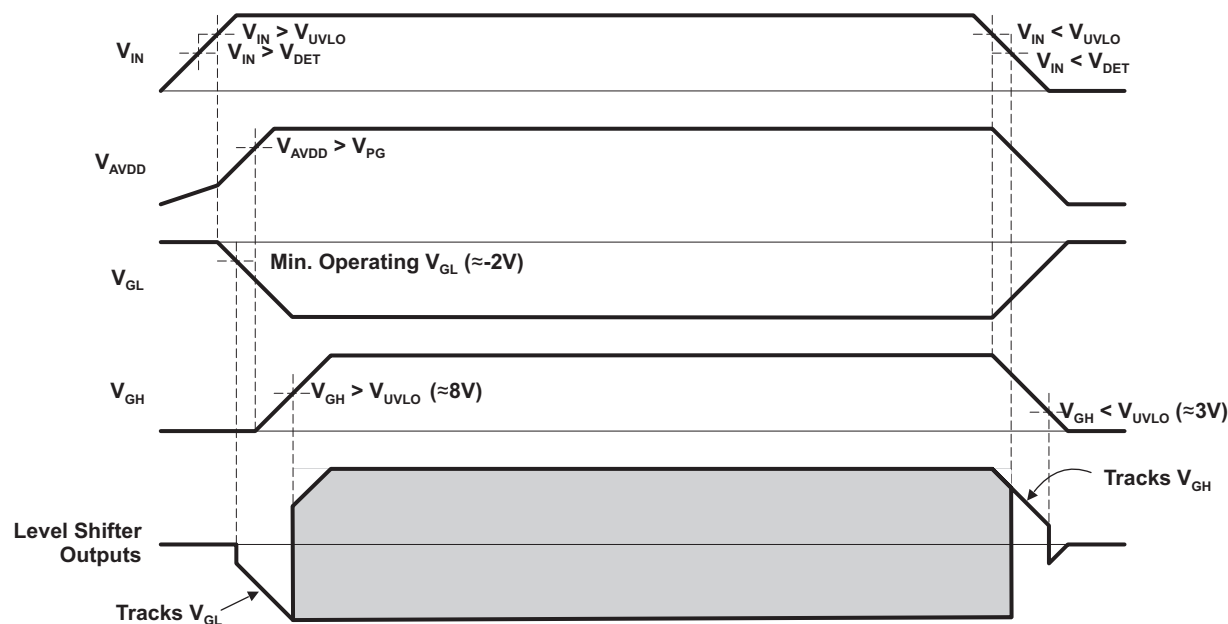 V_IN
V_IN > V_UVLO
V_IN > V_DET
V_IN < V_UVLO
V_IN < V_DET
V_AVDD
V_AVDD > V_PG
V_GL
Min. Operating V_GL (≈-2V)
V_GH
V_GH > V_UVLO (≈8V)
V_GH < V_UVLO (≈3V)
Tracks V_GH
Level Shifter
Outputs
Tracks V_GL